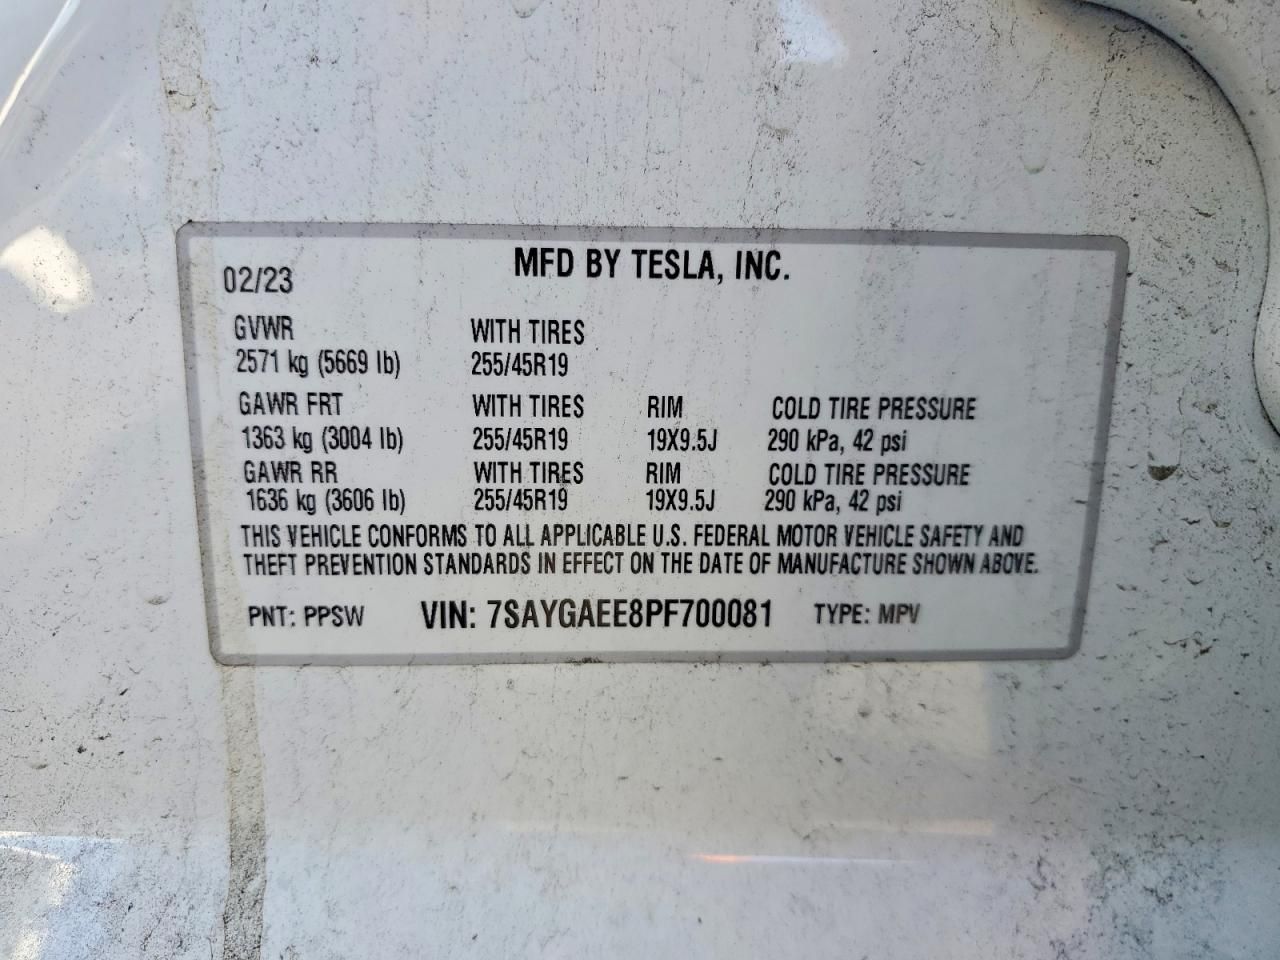 MFD BY TESLA, INC.
02/23
GVWR WITH TIRES
2571 kg (5669 lb) 255/45R19
GAWR FRT WITH TIRES RIM COLD TIRE PRESSURE
1363 kg (3004 lb) 255/45R19 19X9.5J 290 kPa, 42 psi
GAWR RR WITH TIRES RIM COLD TIRE PRESSURE
1636 kg (3606 lb) 255/45R19 19X9.5J 290 kPa, 42 psi
THIS VEHICLE CONFORMS TO ALL APPLICABLE U.S. FEDERAL MOTOR VEHICLE SAFETY AND
THEFT PREVENTION STANDARDS IN EFFECT ON THE DATE OF MANUFACTURE SHOWN ABOVE.
PNT: PPSW VIN: 7SAYGAEE8PF700081 TYPE: MPV